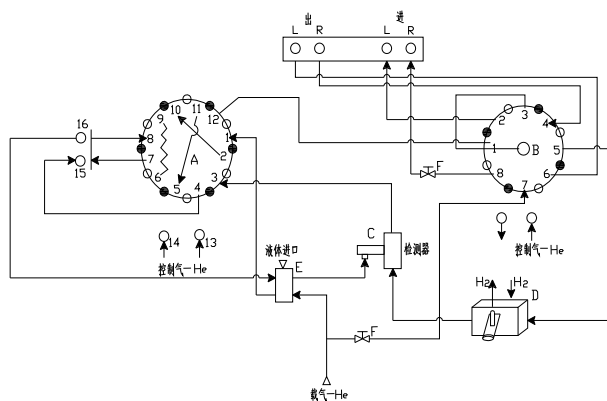 出 进
L R L R
10 11
9 12
16 8 1
A 2
15 7 3
6 5 4
14 13
控制气—He
液体进口
E
C
检测器
F
2 3
4
1 B 5
8 7 6
F
控制气—He
H2 H2
D
载气—He